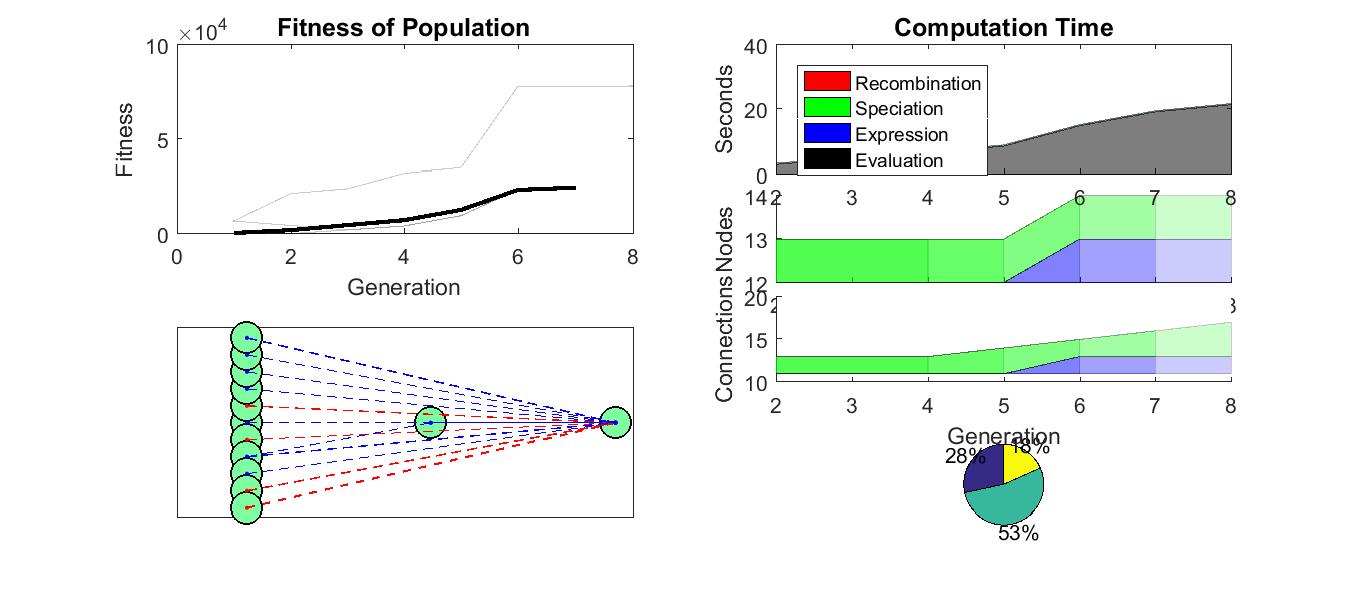 Fitness of Population
×10⁴
10
5
0
Fitness
0 2 4 6 8
Generation
Computation Time
40
20
0
Seconds
Recombination
Speciation
Expression
Evaluation
2 3 4 5 6 7 8
14
13
12
Nodes
20
15
10
Connections
2 3 4 5 6 7 8
Generation
28%
18%
53%